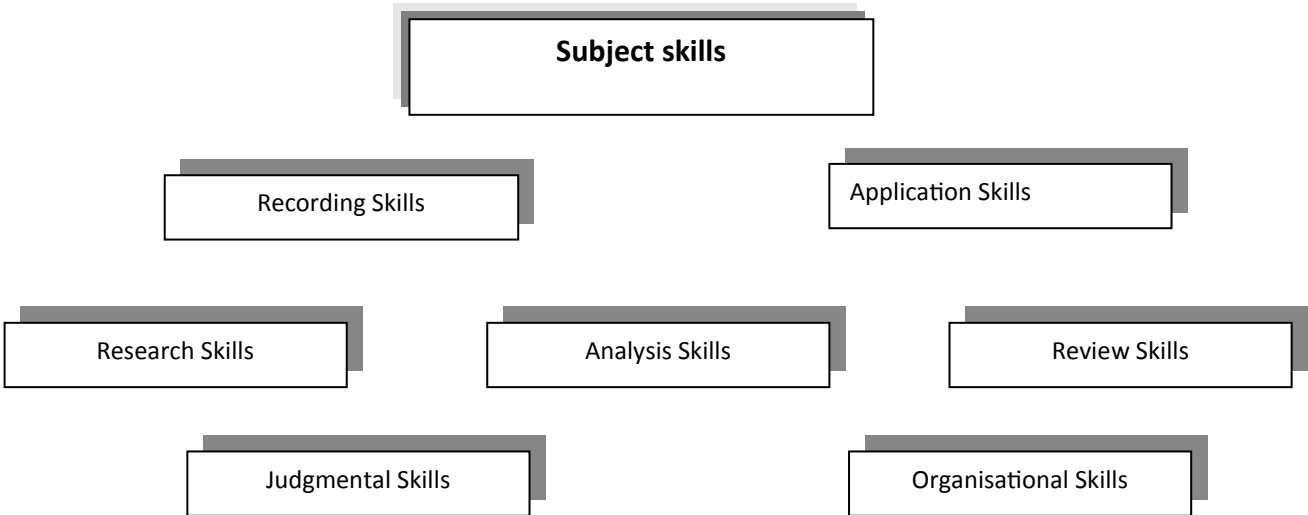 Subject skills
Recording Skills
Application Skills
Research Skills
Analysis Skills
Review Skills
Judgmental Skills
Organisational Skills